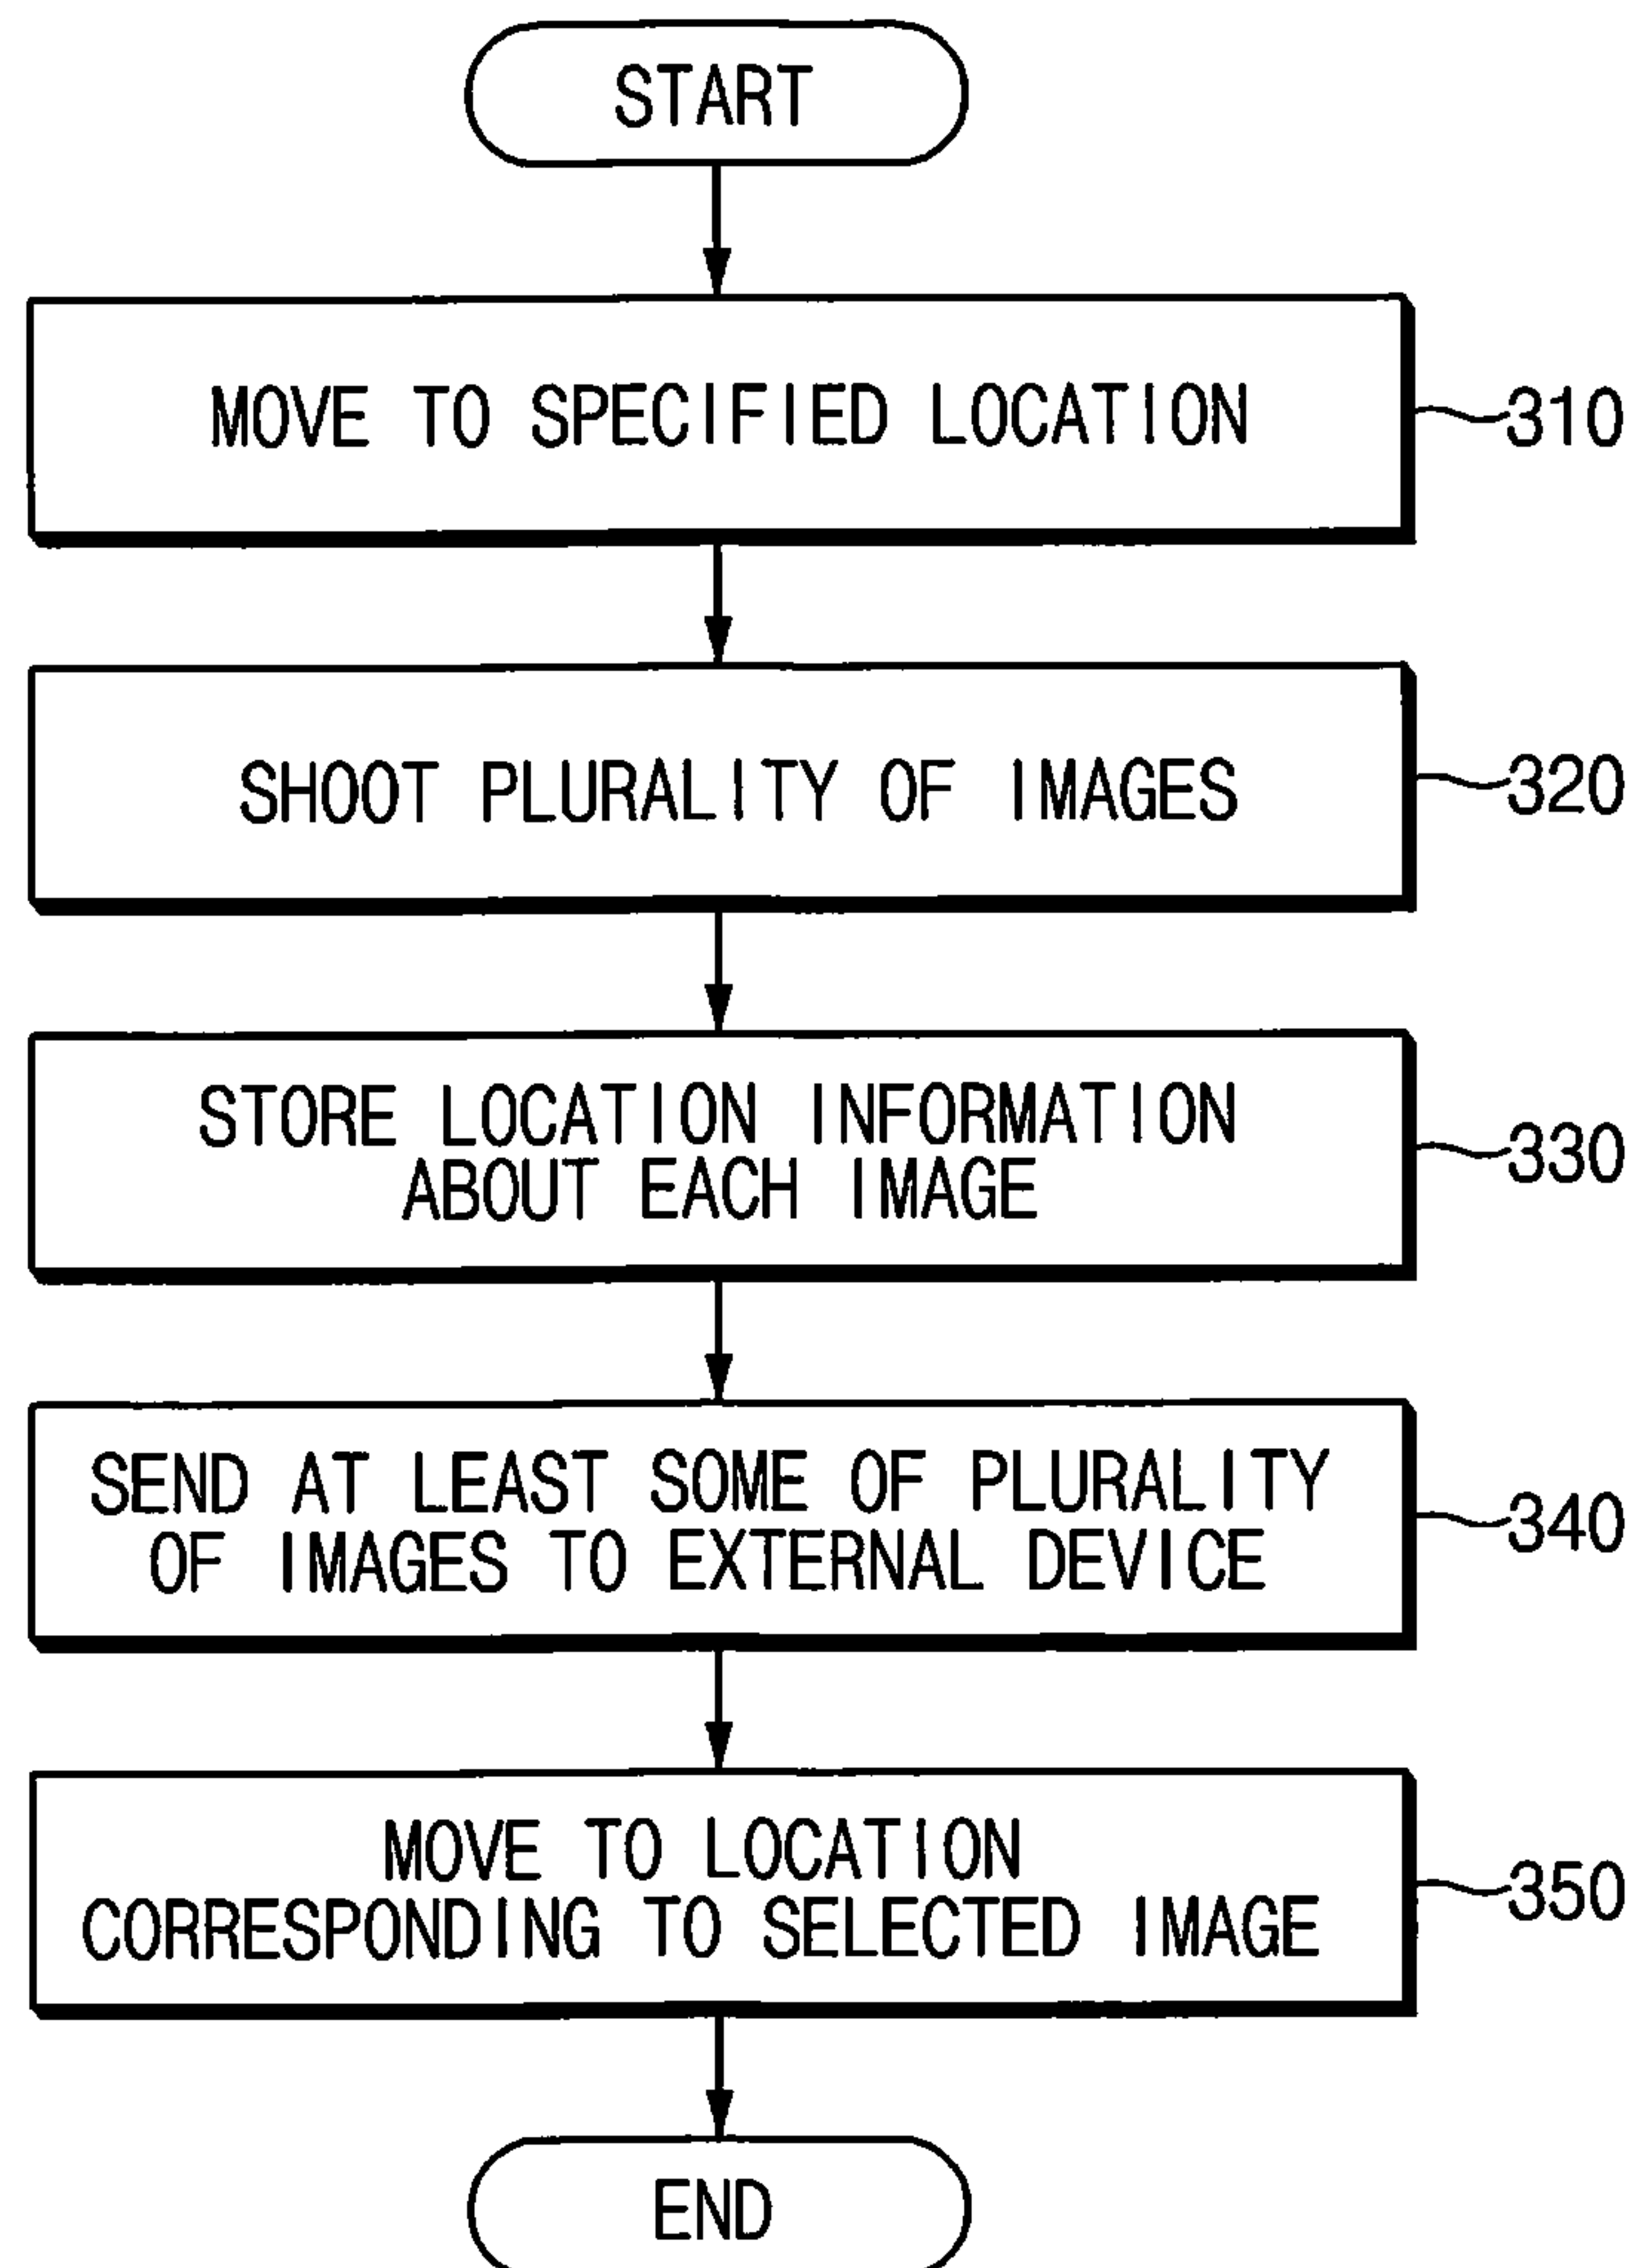 START
MOVE TO SPECIFIED LOCATION
310
SHOOT PLURALITY OF IMAGES
320
STORE LOCATION INFORMATION
ABOUT EACH IMAGE
330
SEND AT LEAST SOME OF PLURALITY
OF IMAGES TO EXTERNAL DEVICE
340
MOVE TO LOCATION
CORRESPONDING TO SELECTED IMAGE
350
END